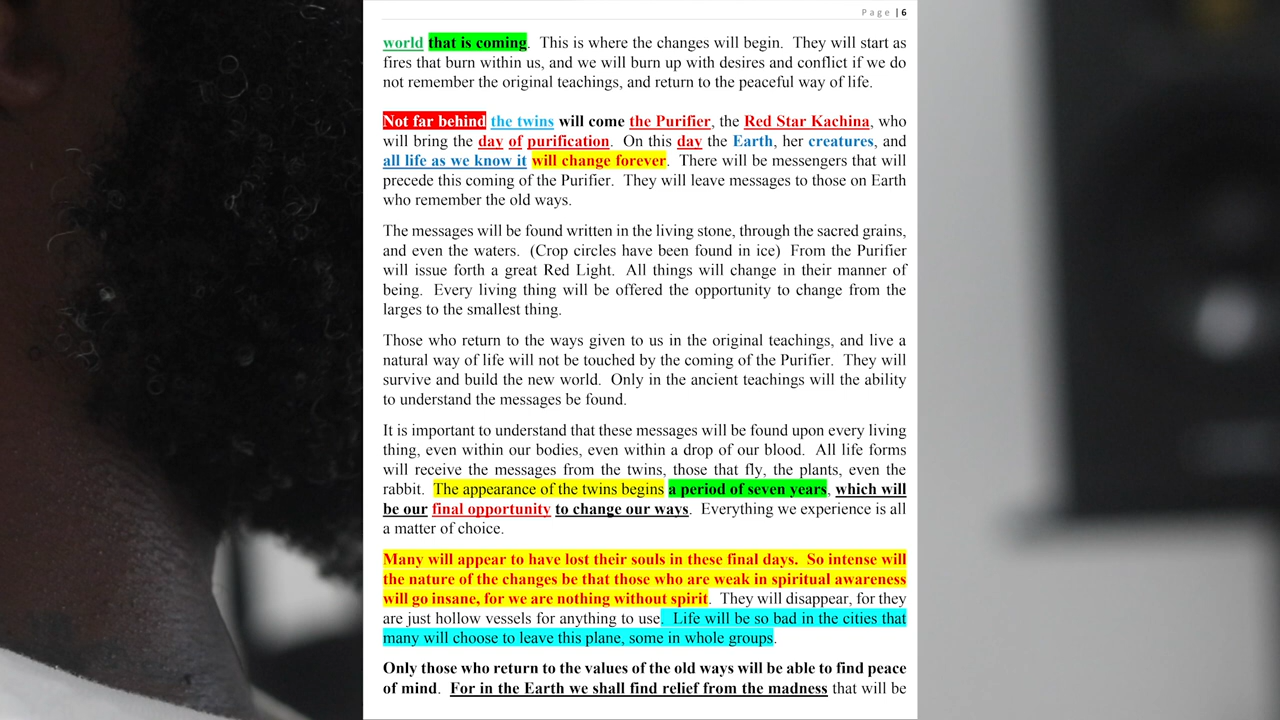 Page | 6
world that is coming. This is where the changes will begin. They will start as
fires that burn within us, and we will burn up with desires and conflict if we do
not remember the original teachings, and return to the peaceful way of life.
Not far behind the twins will come the Purifier, the Red Star Kachina, who
will bring the day of purification. On this day the Earth, her creatures, and
all life as we know it will change forever. There will be messengers that will
precede this coming of the Purifier. They will leave messages to those on Earth
who remember the old ways.
The messages will be found written in the living stone, through the sacred grains,
and even the waters. (Crop circles have been found in ice) From the Purifier
will issue forth a great Red Light. All things will change in their manner of
being. Every living thing will be offered the opportunity to change from the
larges to the smallest thing.
Those who return to the ways given to us in the original teachings, and live a
natural way of life will not be touched by the coming of the Purifier. They will
survive and build the new world. Only in the ancient teachings will the ability
to understand the messages be found.
It is important to understand that these messages will be found upon every living
thing, even within our bodies, even within a drop of our blood. All life forms
will receive the messages from the twins, those that fly, the plants, even the
rabbit. The appearance of the twins begins a period of seven years, which will
be our final opportunity to change our ways. Everything we experience is all
a matter of choice.
Many will appear to have lost their souls in these final days. So intense will
the nature of the changes be that those who are weak in spiritual awareness
will go insane, for we are nothing without spirit. They will disappear, for they
are just hollow vessels for anything to use. Life will be so bad in the cities that
many will choose to leave this plane, some in whole groups.
Only those who return to the values of the old ways will be able to find peace
of mind. For in the Earth we shall find relief from the madness that will be